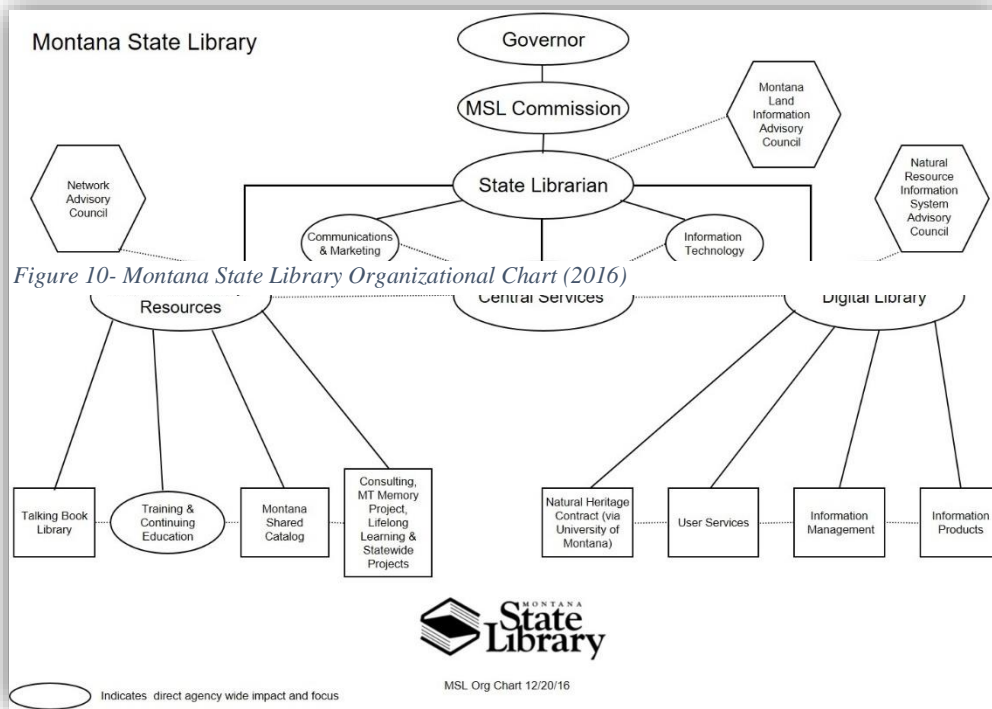 Montana State Library
Governor
MSL Commission
State Librarian
Montana
Land
Information
Advisory
Council
Network
Advisory
Council
Natural
Resource
Information
System
Advisory
Council
Communications
& Marketing
Information
Technology
Figure 10- Montana State Library Organizational Chart (2016)
Resources
Central Services
Digital Library
Talking Book
Library
Training &
Continuing
Education
Montana
Shared
Catalog
Consulting,
MT Memory
Project,
Lifelong
Learning &
Statewide
Projects
Natural Heritage
Contract (via
University of
Montana)
User Services
Information
Management
Information
Products
MONTANA
State
Library
MSL Org Chart 12/20/16
Indicates direct agency wide impact and focus